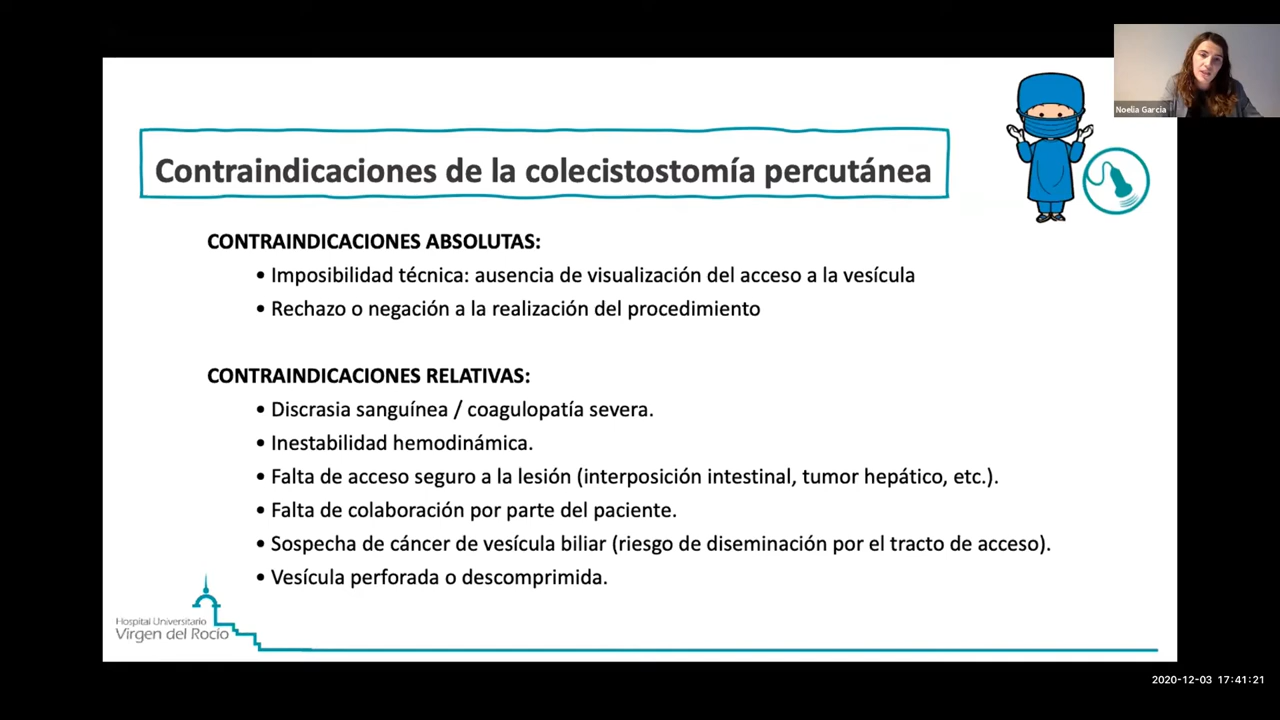 Noelia Garcia
Contraindicaciones de la colecistostomía percutánea
CONTRAINDICACIONES ABSOLUTAS:
• Imposibilidad técnica: ausencia de visualización del acceso a la vesícula
• Rechazo o negación a la realización del procedimiento
CONTRAINDICACIONES RELATIVAS:
• Discrasia sanguínea / coagulopatía severa.
• Inestabilidad hemodinámica.
• Falta de acceso seguro a la lesión (interposición intestinal, tumor hepático, etc.).
• Falta de colaboración por parte del paciente.
• Sospecha de cáncer de vesícula biliar (riesgo de diseminación por el tracto de acceso).
• Vesícula perforada o descomprimida.
Hospital Universitario
Virgen del Rocío
2020-12-03 17:41:21